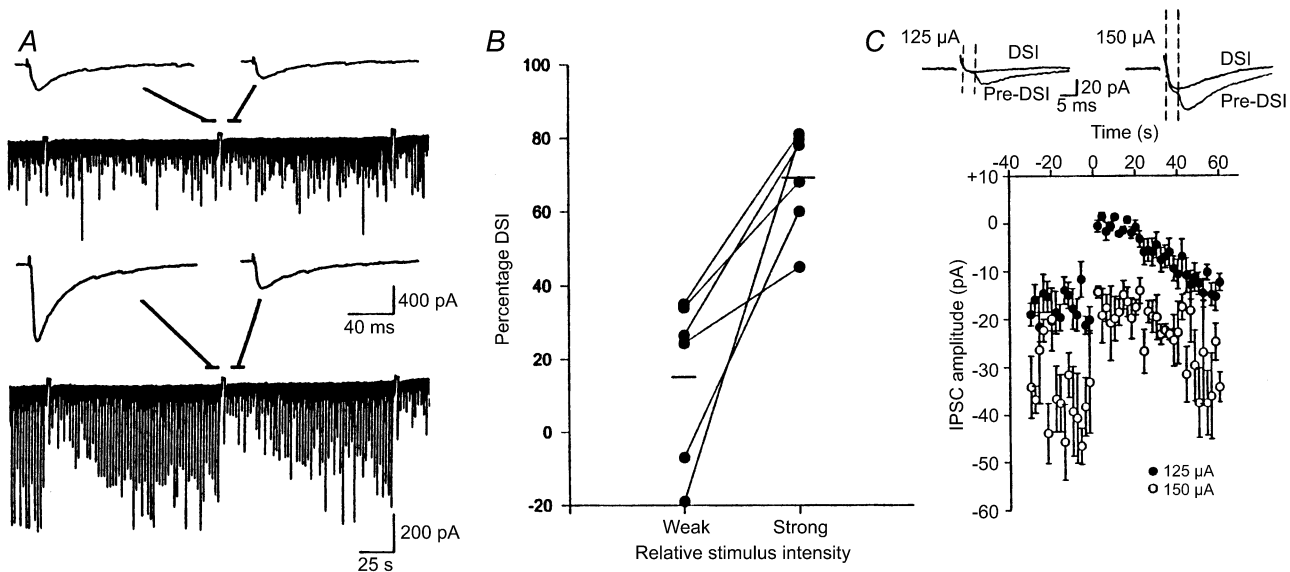 A
400 pA
40 ms
200 pA
25 s
B
Percentage DSI
100
80
60
40
20
0
-20
Weak
Strong
Relative stimulus intensity
C
125 µA
DSI
Pre-DSI
20 pA
5 ms
150 µA
DSI
Pre-DSI
Time (s)
-40 -20 0 20 40 60
+10
0
-10
-20
-30
-40
-50
-60
IPSC amplitude (pA)
125 µA
150 µA